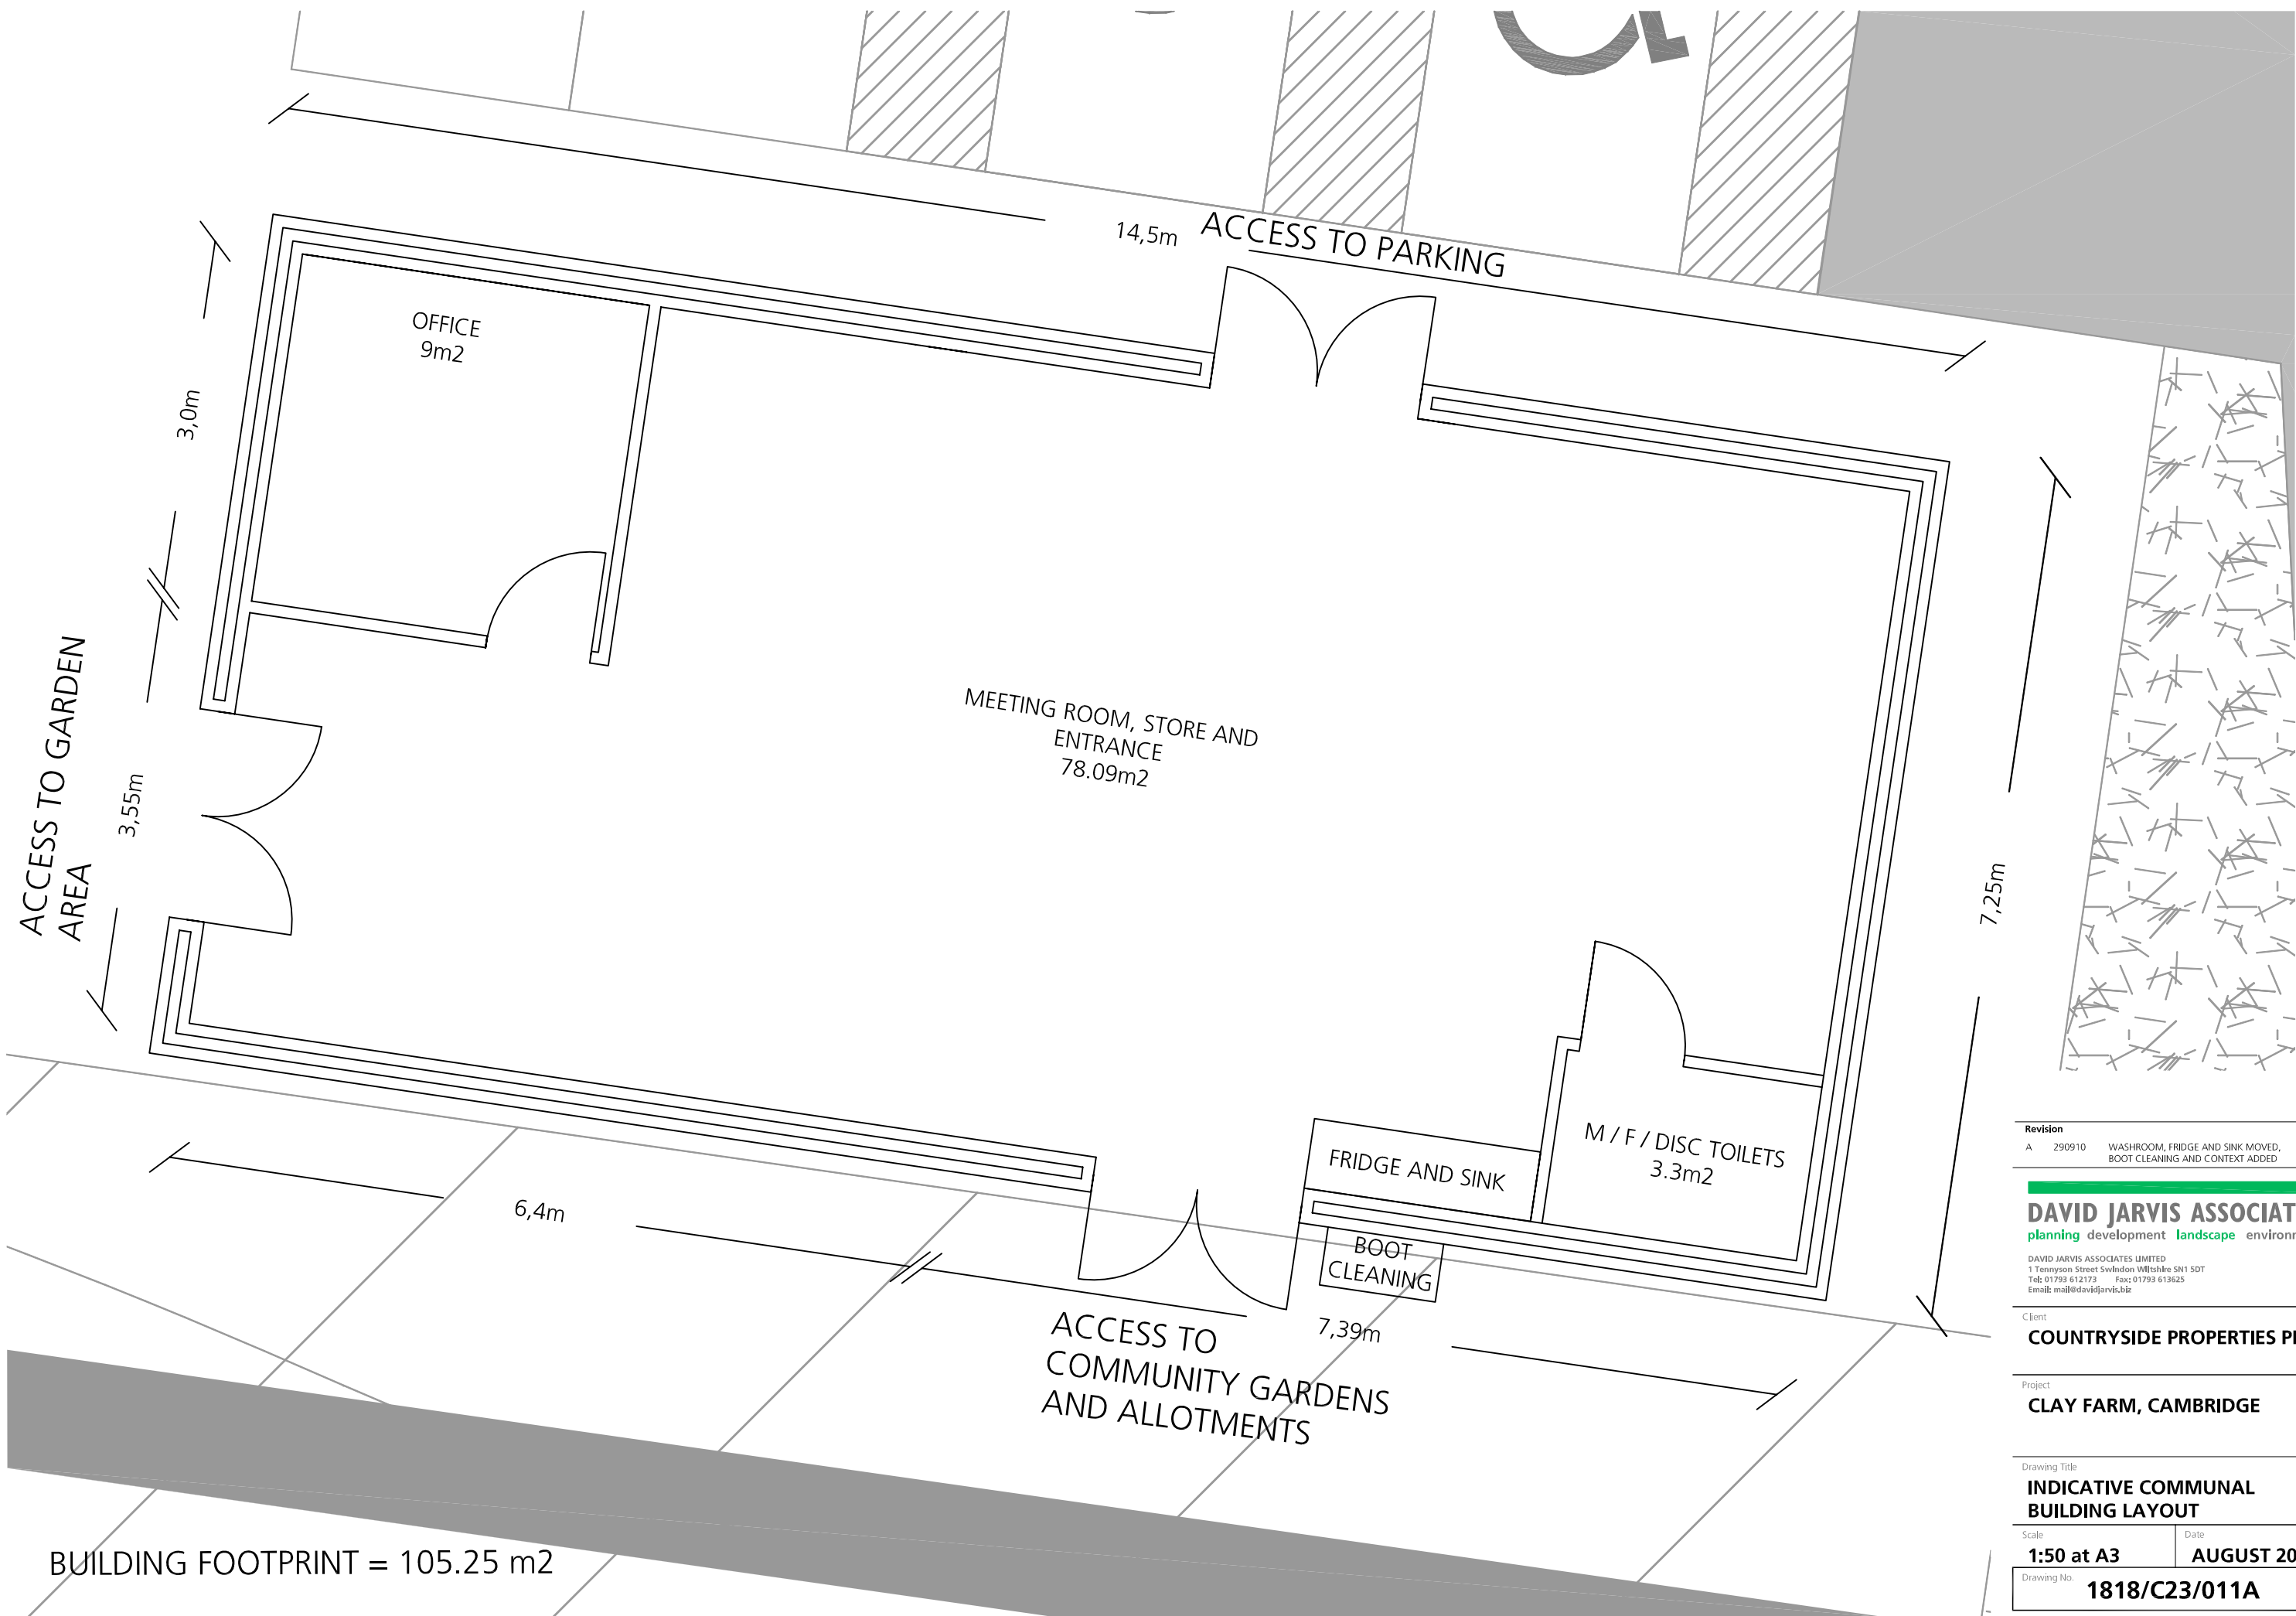 14,5m
ACCESS TO PARKING
OFFICE
9m2
3,0m
MEETING ROOM, STORE AND
ENTRANCE
78.09m2
ACCESS TO GARDEN
AREA
3,55m
7,25m
M / F / DISC TOILETS
3.3m2
FRIDGE AND SINK
BOOT
CLEANING
6,4m
7,39m
ACCESS TO
COMMUNITY GARDENS
AND ALLOTMENTS
BUILDING FOOTPRINT = 105.25 m2
Revision
A 290910 WASHROOM, FRIDGE AND SINK MOVED,
BOOT CLEANING AND CONTEXT ADDED
DAVID JARVIS ASSOCIAT
planning development landscape environ
DAVID JARVIS ASSOCIATES LIMITED
1 Tennyson Street Swindon Wiltshire SN1 5DT
Tel: 01793 612173 Fax: 01793 613625
Email: mail@davidjarvis.biz
Client
COUNTRYSIDE PROPERTIES
Project
CLAY FARM, CAMBRIDGE
Drawing Title
INDICATIVE COMMUNAL
BUILDING LAYOUT
Scale
1:50 at A3
Date
AUGUST 20
Drawing No.
1818/C23/011A